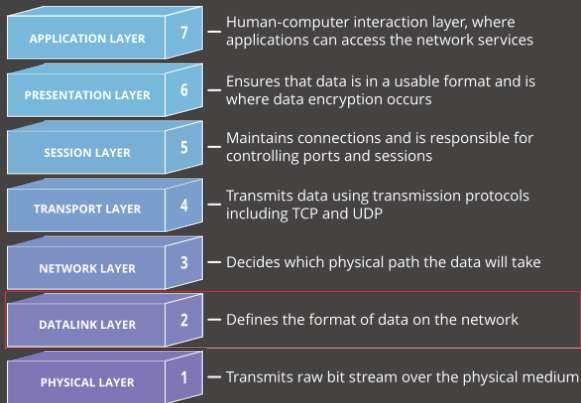 APPLICATION LAYER 7 — Human-computer interaction layer, where
applications can access the network services
PRESENTATION LAYER 6 — Ensures that data is in a usable format and is
where data encryption occurs
SESSION LAYER 5 — Maintains connections and is responsible for
controlling ports and sessions
TRANSPORT LAYER 4 — Transmits data using transmission protocols
including TCP and UDP
NETWORK LAYER 3 — Decides which physical path the data will take
DATALINK LAYER 2 — Defines the format of data on the network
PHYSICAL LAYER 1 — Transmits raw bit stream over the physical medium